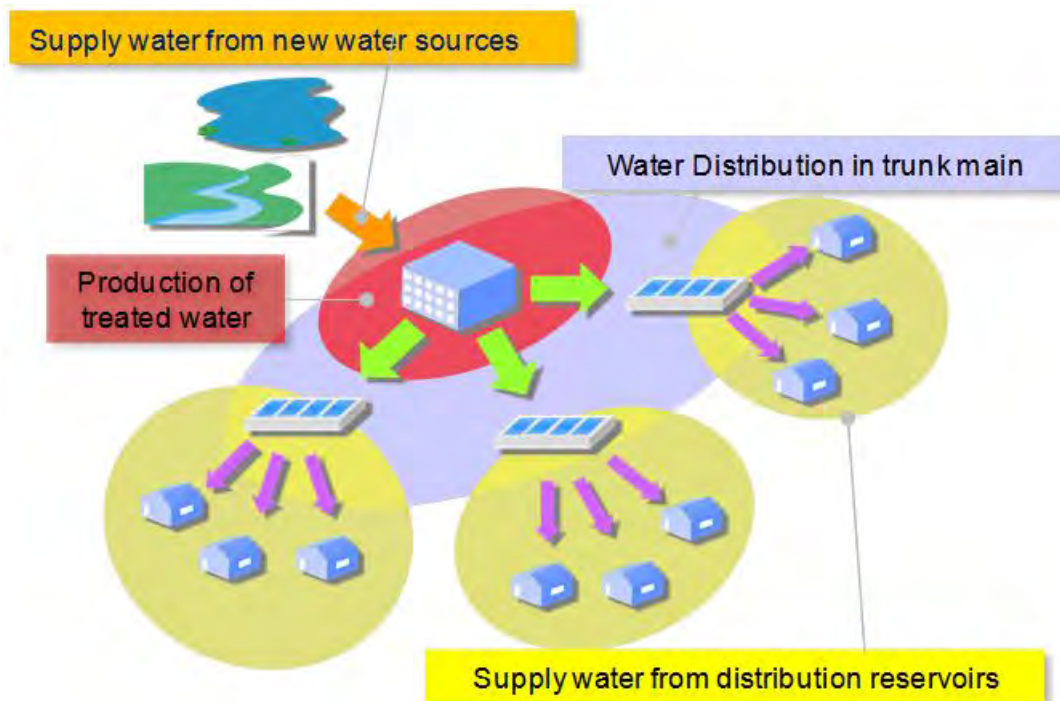 Supply water from new water sources
Water Distribution in trunk main
Production of
treated water
Supply water from distribution reservoirs